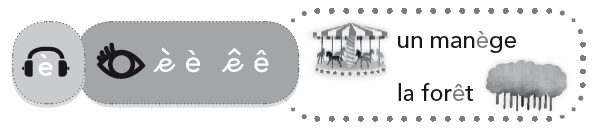 è
è è ê ê
un manège
la forêt